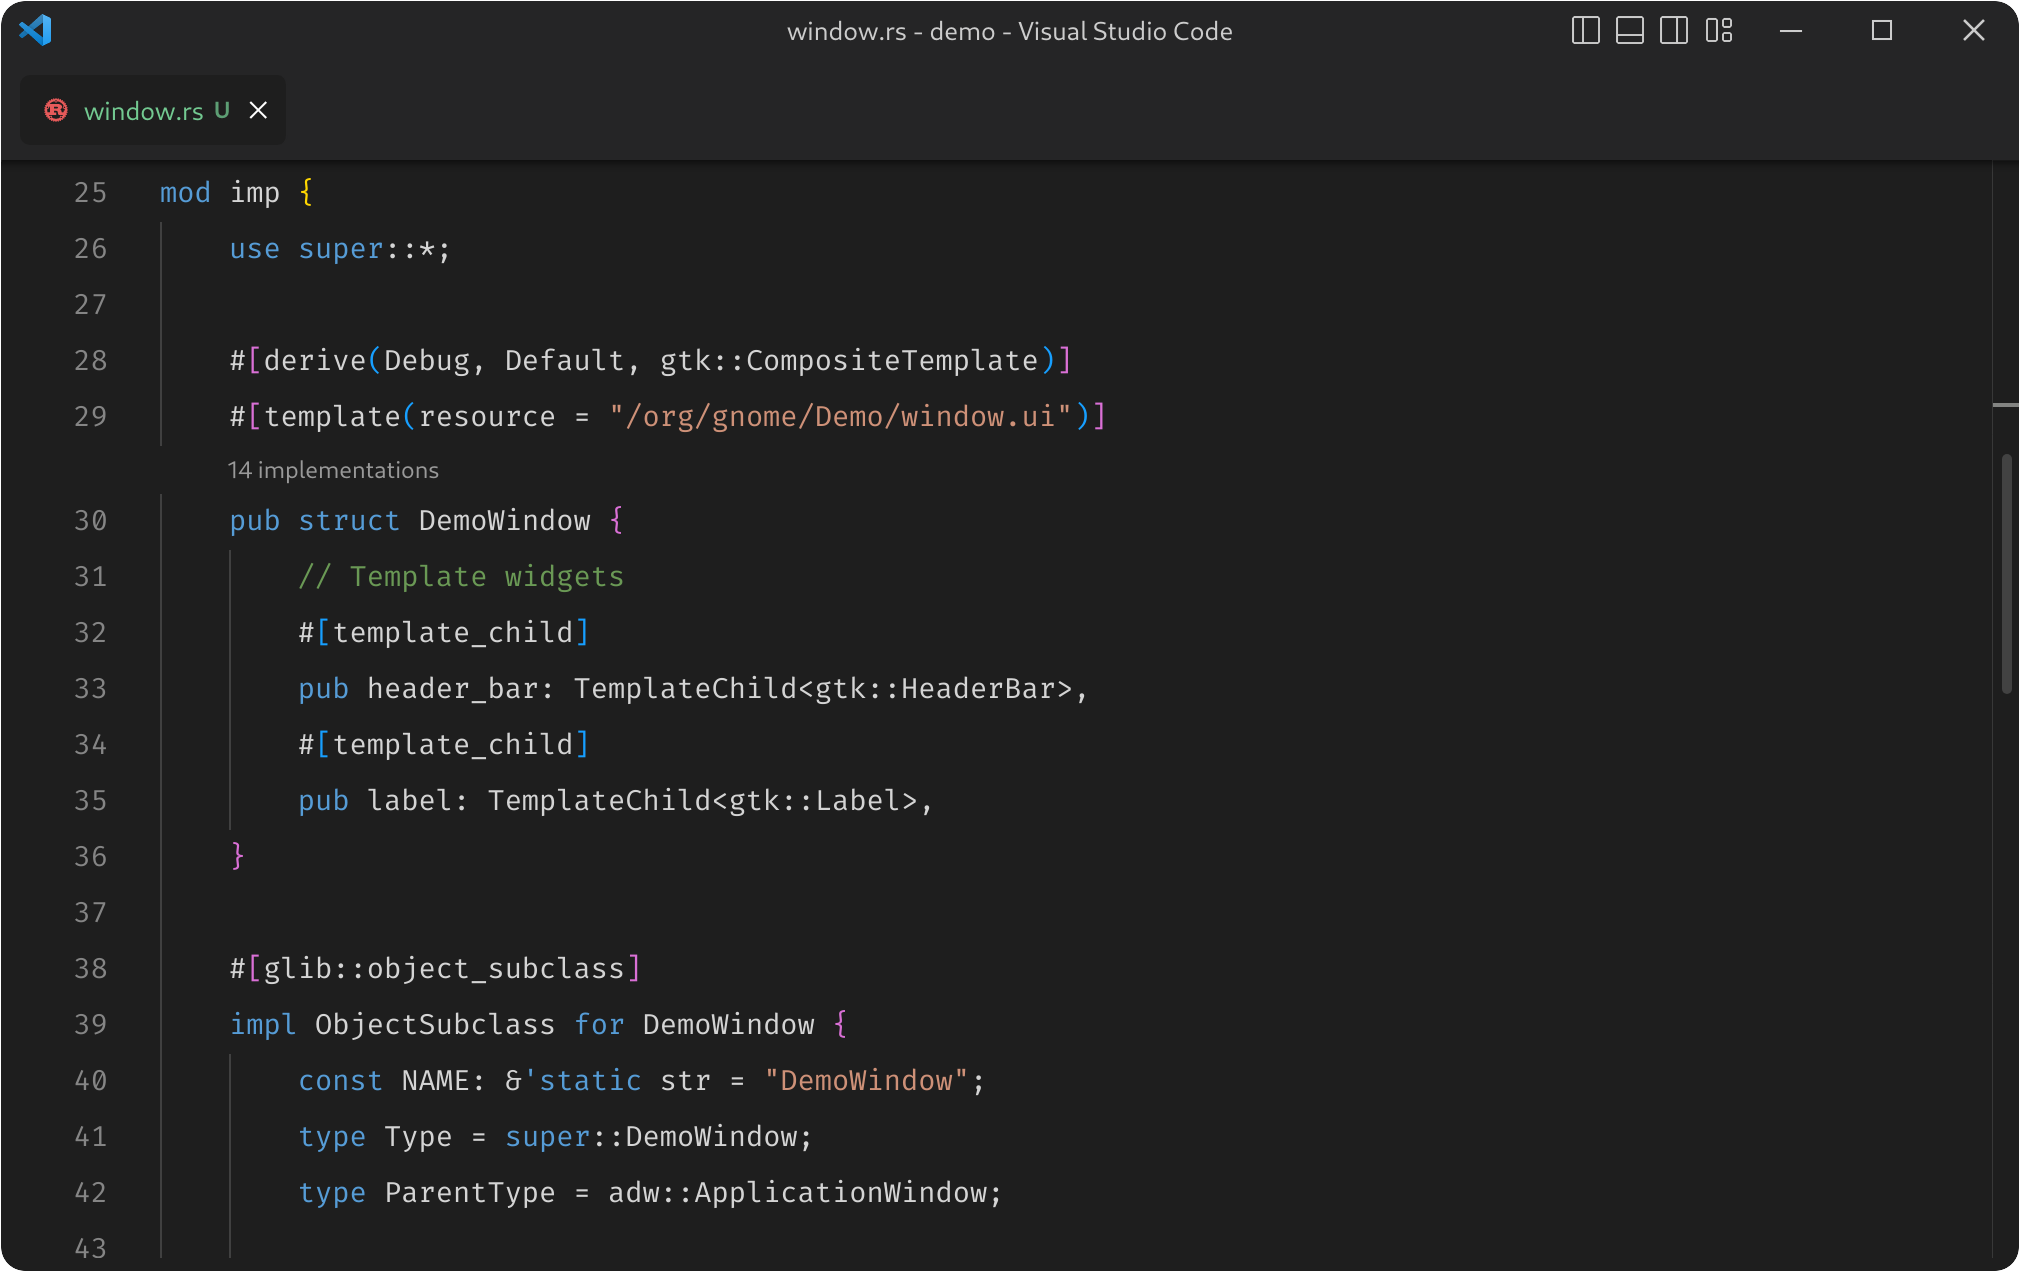 window.rs - demo - Visual Studio Code
window.rs U
25 mod imp {
26     use super::*;
27
28     #[derive(Debug, Default, gtk::CompositeTemplate)]
29     #[template(resource = "/org/gnome/Demo/window.ui")]
14 implementations
30     pub struct DemoWindow {
31         // Template widgets
32         #[template_child]
33         pub header_bar: TemplateChild<gtk::HeaderBar>,
34         #[template_child]
35         pub label: TemplateChild<gtk::Label>,
36     }
37
38     #[glib::object_subclass]
39     impl ObjectSubclass for DemoWindow {
40         const NAME: &'static str = "DemoWindow";
41         type Type = super::DemoWindow;
42         type ParentType = adw::ApplicationWindow;
43